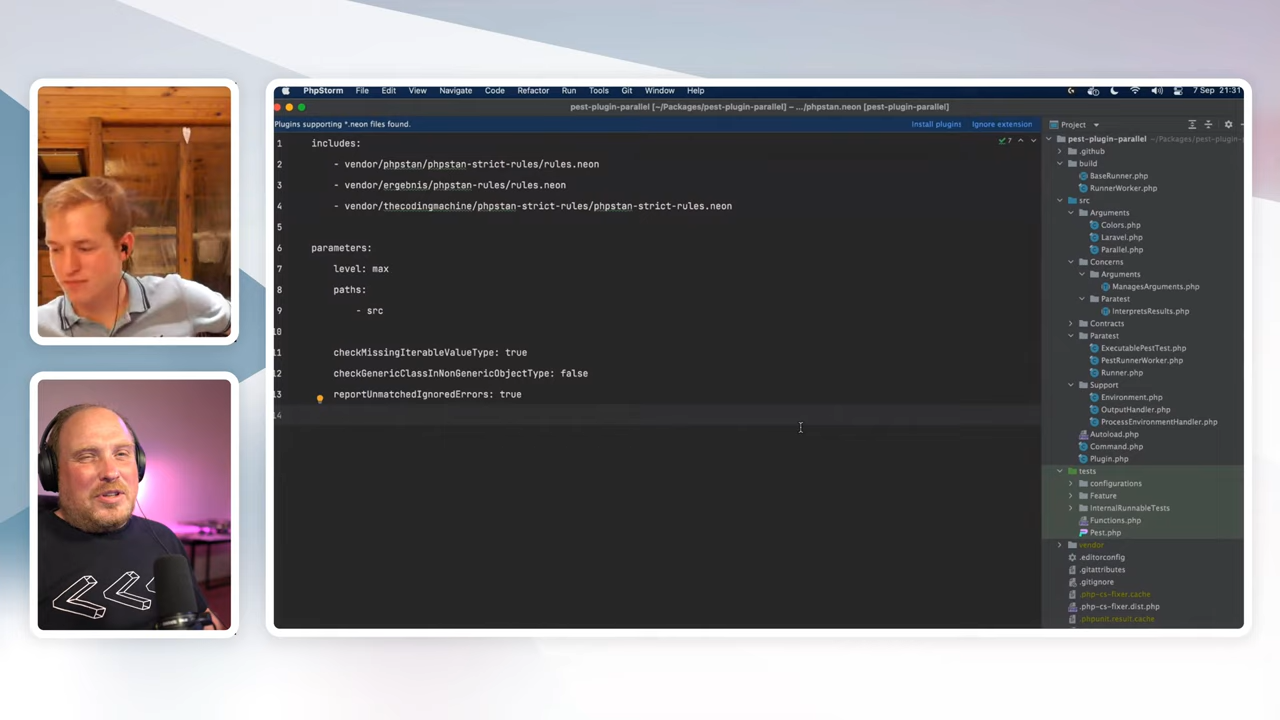 PhpStorm File Edit View Navigate Code Refactor Run Tools Git Window Help 7 Sep 21:31
pest-plugin-parallel [~/Packages/pest-plugin-parallel] – .../phpstan.neon [pest-plugin-parallel]
Plugins supporting *.neon files found. Install plugins Ignore extension
1 includes:
2 - vendor/phpstan/phpstan-strict-rules/rules.neon
3 - vendor/ergebnis/phpstan-rules/rules.neon
4 - vendor/thecodingmachine/phpstan-strict-rules/phpstan-strict-rules.neon
5
6 parameters:
7 level: max
8 paths:
9 - src
10
11 checkMissingIterableValueType: true
12 checkGenericClassInNonGenericObjectType: false
13 reportUnmatchedIgnoredErrors: true
14
7
Project
pest-plugin-parallel ~/Packages/pest-plugin-
.github
build
BaseRunner.php
RunnerWorker.php
src
Arguments
Colors.php
Laravel.php
Parallel.php
Concerns
Arguments
ManagesArguments.php
Paratest
InterpretsResults.php
Contracts
Paratest
ExecutablePestTest.php
PestRunnerWorker.php
Runner.php
Support
Environment.php
OutputHandler.php
ProcessEnvironmentHandler.php
Autoload.php
Command.php
Plugin.php
tests
configurations
Feature
InternalRunnableTests
Functions.php
Pest.php
vendor
.editorconfig
.gitattributes
.gitignore
.php-cs-fixer.cache
.php-cs-fixer.dist.php
.phpunit.result.cache